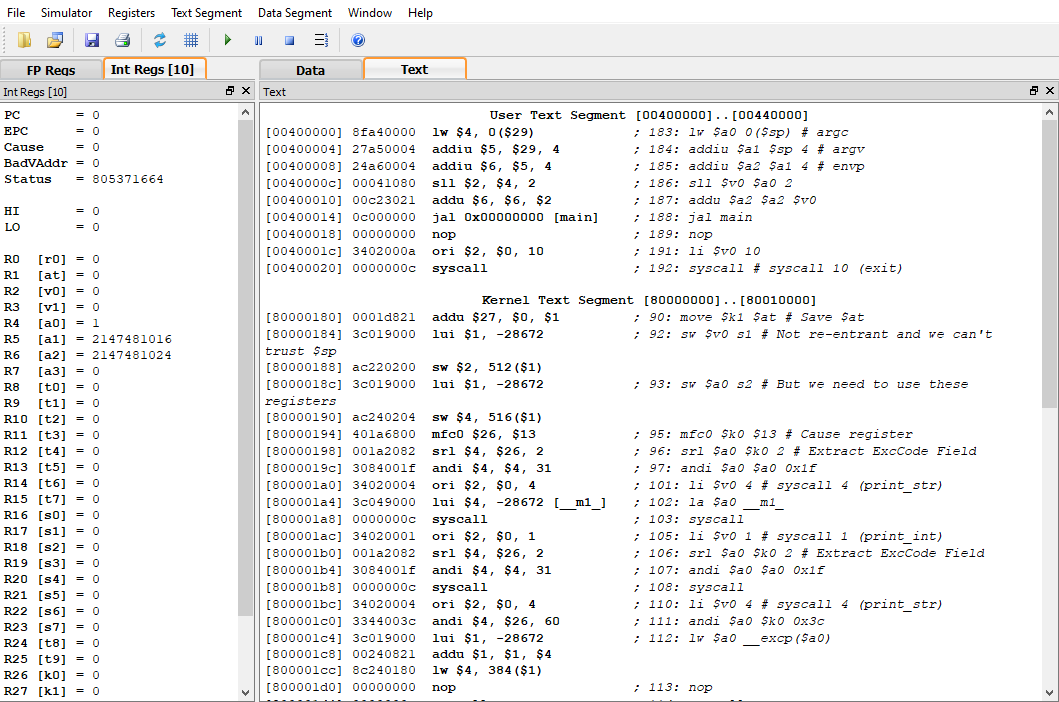 File Simulator Registers Text Segment Data Segment Window Help
FP Regs Int Regs [10] Data Text
Int Regs [10]
PC = 0
EPC = 0
Cause = 0
BadVAddr = 0
Status = 805371664
HI = 0
LO = 0
R0 [r0] = 0
R1 [at] = 0
R2 [v0] = 0
R3 [v1] = 0
R4 [a0] = 1
R5 [a1] = 2147481016
R6 [a2] = 2147481024
R7 [a3] = 0
R8 [t0] = 0
R9 [t1] = 0
R10 [t2] = 0
R11 [t3] = 0
R12 [t4] = 0
R13 [t5] = 0
R14 [t6] = 0
R15 [t7] = 0
R16 [s0] = 0
R17 [s1] = 0
R18 [s2] = 0
R19 [s3] = 0
R20 [s4] = 0
R21 [s5] = 0
R22 [s6] = 0
R23 [s7] = 0
R24 [t8] = 0
R25 [t9] = 0
R26 [k0] = 0
R27 [k1] = 0
Text
User Text Segment [00400000]..[00440000]
[00400000] 8fa40000 lw $4, 0($29) ; 183: lw $a0 0($sp) # argc
[00400004] 27a50004 addiu $5, $29, 4 ; 184: addiu $a1 $sp 4 # argv
[00400008] 24a60004 addiu $6, $5, 4 ; 185: addiu $a2 $a1 4 # envp
[0040000c] 00041080 sll $2, $4, 2 ; 186: sll $v0 $a0 2
[00400010] 00c23021 addu $6, $6, $2 ; 187: addu $a2 $a2 $v0
[00400014] 0c000000 jal 0x00000000 [main] ; 188: jal main
[00400018] 00000000 nop ; 189: nop
[0040001c] 3402000a ori $2, $0, 10 ; 191: li $v0 10
[00400020] 0000000c syscall ; 192: syscall # syscall 10 (exit)
Kernel Text Segment [80000000]..[80010000]
[80000180] 0001d821 addu $27, $0, $1 ; 90: move $k1 $at # Save $at
[80000184] 3c019000 lui $1, -28672 ; 92: sw $v0 s1 # Not re-entrant and we can't
trust $sp
[80000188] ac220200 sw $2, 512($1)
[8000018c] 3c019000 lui $1, -28672 ; 93: sw $a0 s2 # But we need to use these
registers
[80000190] ac240204 sw $4, 516($1)
[80000194] 401a6800 mfc0 $26, $13 ; 95: mfc0 $k0 $13 # Cause register
[80000198] 001a2082 srl $4, $26, 2 ; 96: srl $a0 $k0 2 # Extract ExcCode Field
[8000019c] 3084001f andi $4, $4, 31 ; 97: andi $a0 $a0 0x1f
[800001a0] 34020004 ori $2, $0, 4 ; 101: li $v0 4 # syscall 4 (print_str)
[800001a4] 3c049000 lui $4, -28672 [__m1_] ; 102: la $a0 __m1_
[800001a8] 0000000c syscall ; 103: syscall
[800001ac] 34020001 ori $2, $0, 1 ; 105: li $v0 1 # syscall 1 (print_int)
[800001b0] 001a2082 srl $4, $26, 2 ; 106: srl $a0 $k0 2 # Extract ExcCode Field
[800001b4] 3084001f andi $4, $4, 31 ; 107: andi $a0 $a0 0x1f
[800001b8] 0000000c syscall ; 108: syscall
[800001bc] 34020004 ori $2, $0, 4 ; 110: li $v0 4 # syscall 4 (print_str)
[800001c0] 3344003c andi $4, $26, 60 ; 111: andi $a0 $k0 0x3c
[800001c4] 3c019000 lui $1, -28672 ; 112: lw $a0 __excp($a0)
[800001c8] 00240821 addu $1, $1, $4
[800001cc] 8c240180 lw $4, 384($1)
[800001d0] 00000000 nop ; 113: nop